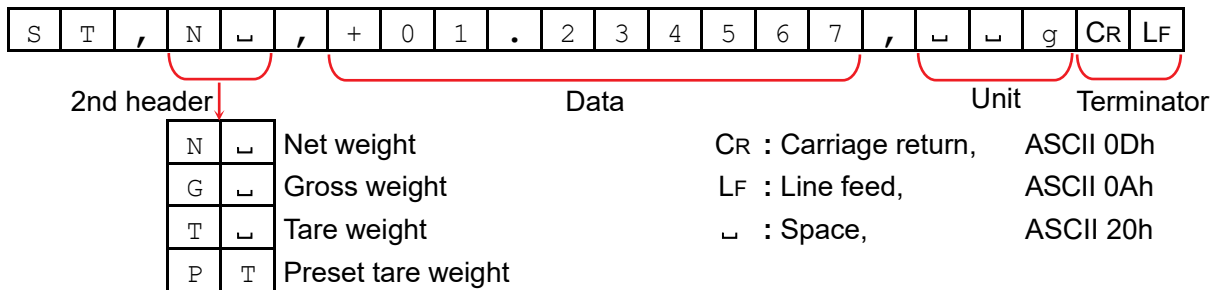 S T , N ␣ , + 0 1 . 2 3 4 5 6 7 , ␣ ␣ g CR LF
2nd header Data Unit Terminator
N ␣ Net weight CR : Carriage return, ASCII 0Dh
G ␣ Gross weight LF : Line feed, ASCII 0Ah
T ␣ Tare weight ␣ : Space, ASCII 20h
P T Preset tare weight